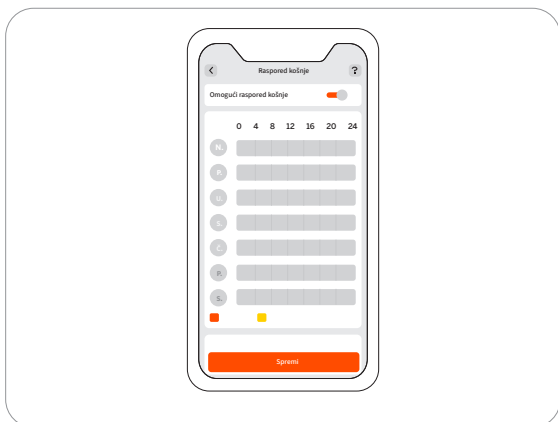 Raspored košnje ?
Omogući raspored košnje
0 4 8 12 16 20 24
N.
P.
U.
S.
Č.
P.
S.
Spremi